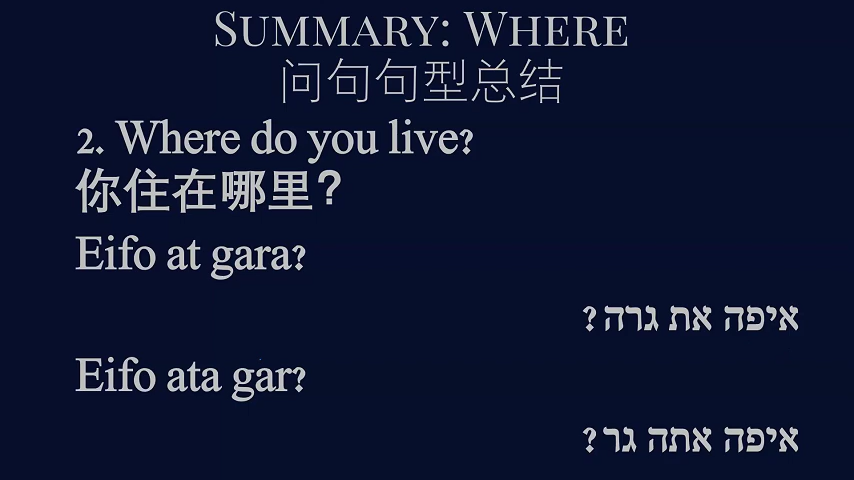 SUMMARY: WHERE
问句句型总结
2. Where do you live?
你住在哪里？
Eifo at gara?
איפה את גרה?
Eifo ata gar?
איפה אתה גר?